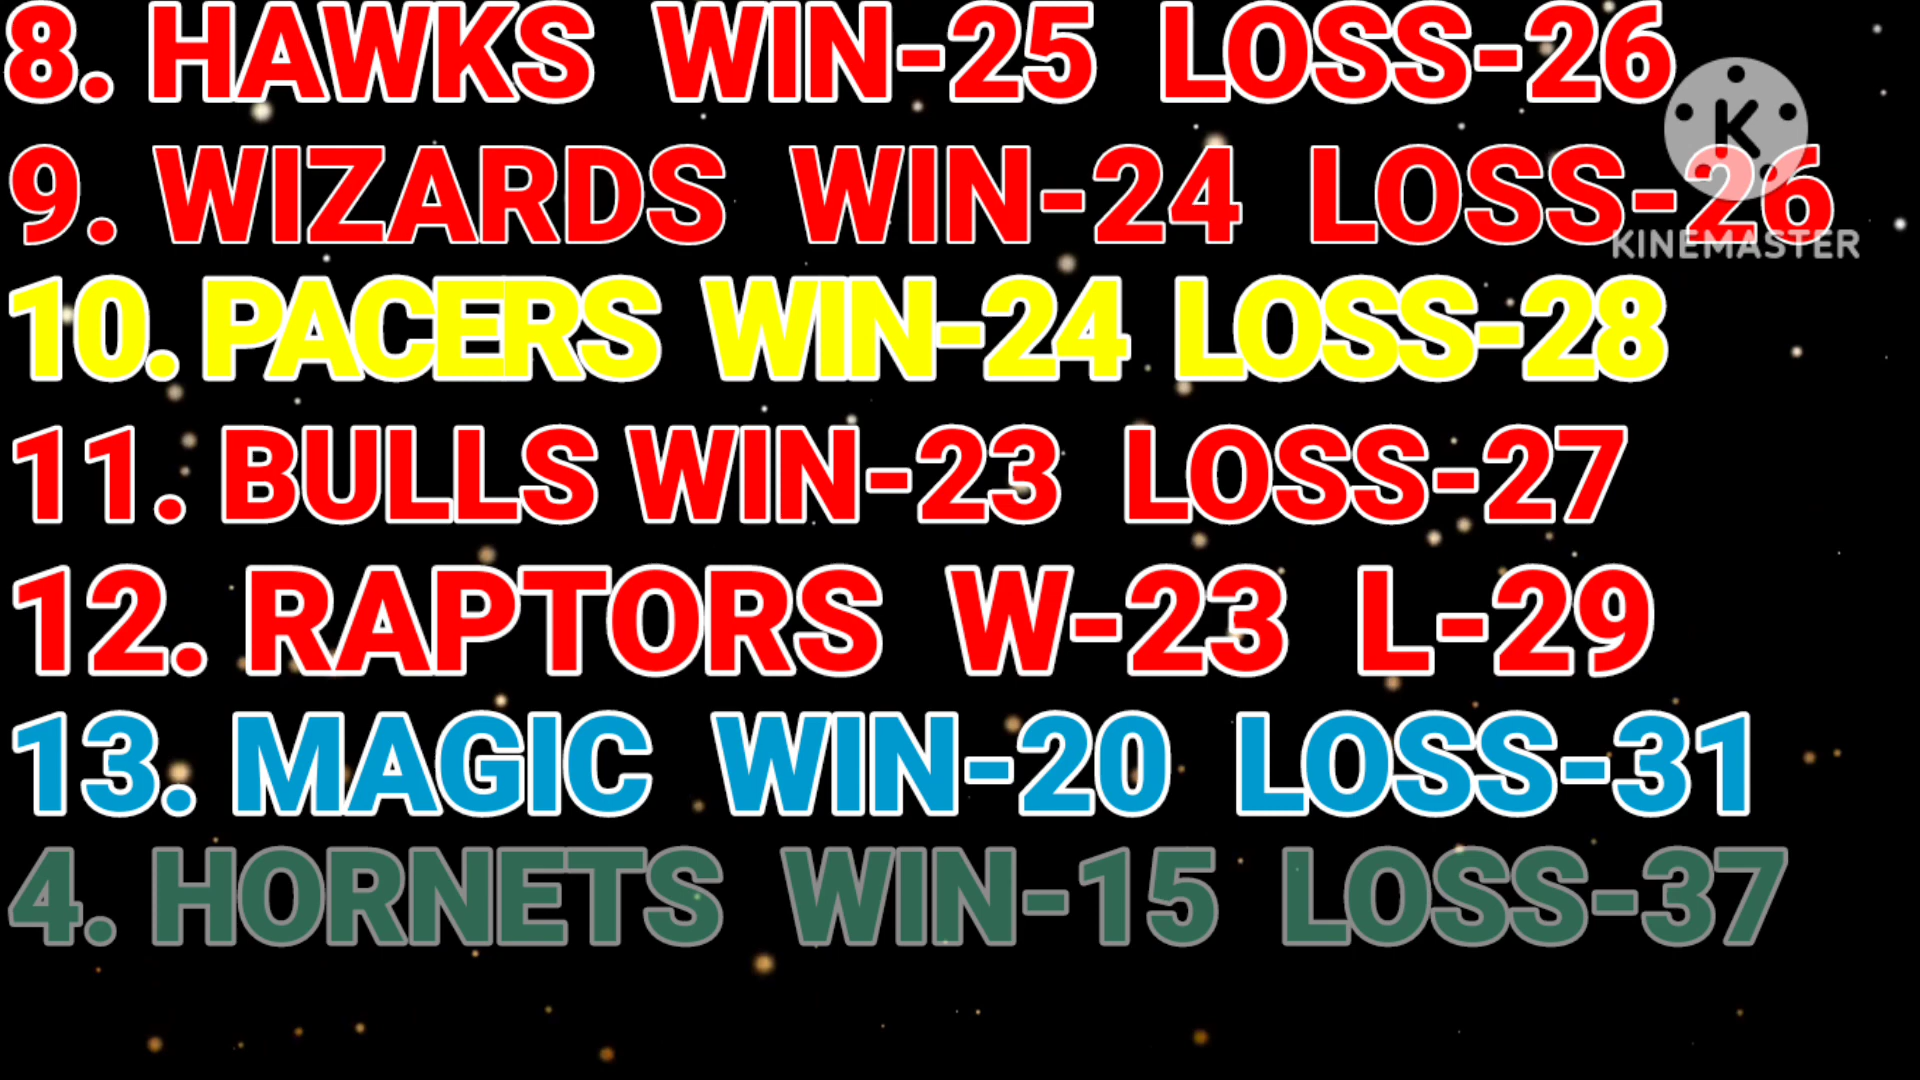 8. HAWKS WIN-25 LOSS-26
9. WIZARDS WIN-24 LOSS-26
10. PACERS WIN-24 LOSS-28
11. BULLS WIN-23 LOSS-27
12. RAPTORS W-23 L-29
13. MAGIC WIN-20 LOSS-31
4. HORNETS WIN-15 LOSS-37
K
KINEMASTER